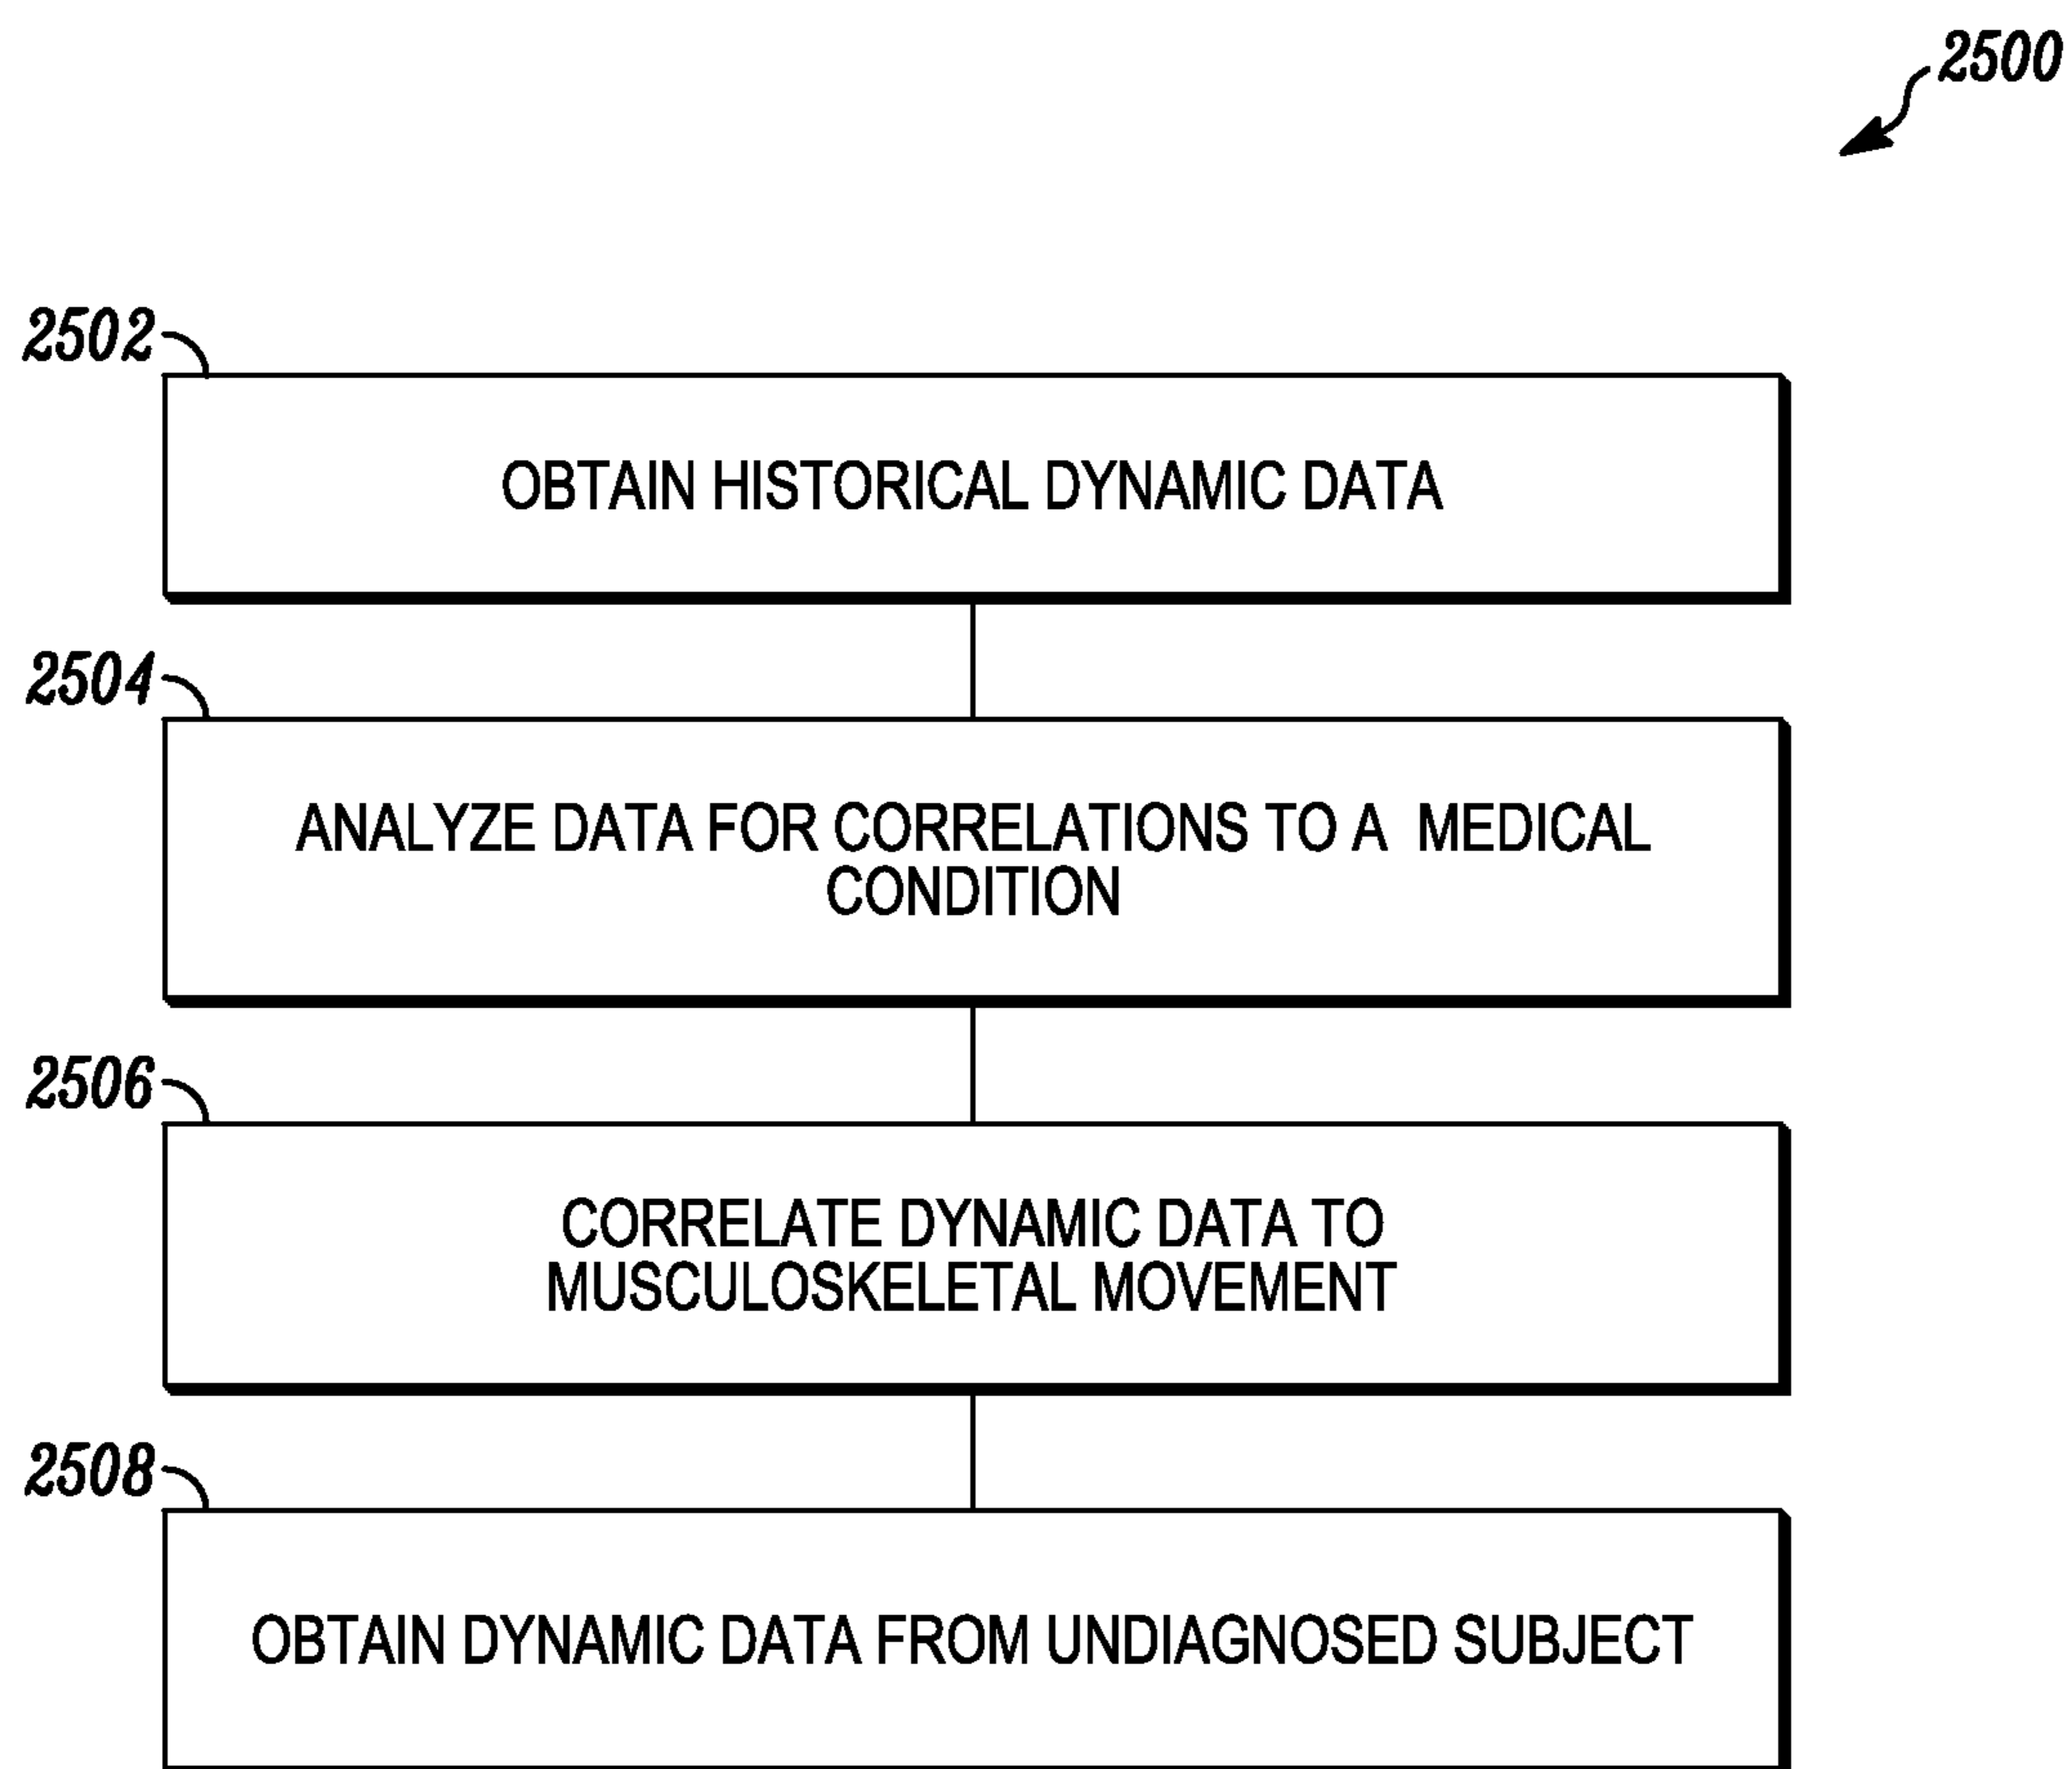 2500
2502
OBTAIN HISTORICAL DYNAMIC DATA
2504
ANALYZE DATA FOR CORRELATIONS TO A MEDICAL
CONDITION
2506
CORRELATE DYNAMIC DATA TO
MUSCULOSKELETAL MOVEMENT
2508
OBTAIN DYNAMIC DATA FROM UNDIAGNOSED SUBJECT